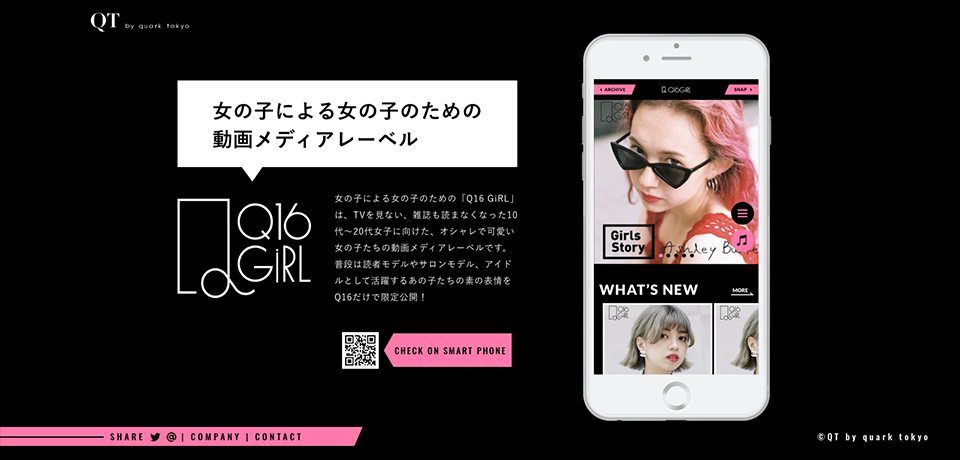 QT by quark tokyo
女の子による女の子のための
動画メディアレーベル
Q16
GiRL
女の子による女の子のための「Q16 GiRL」
は、TVを見ない、雑誌も読まなくなった10
代〜20代女子に向けた、オシャレで可愛い
女の子たちの動画メディアレーベルです。
普段は読者モデルやサロンモデル、アイド
ルとして活躍するあの子たちの素の表情を
Q16だけで限定公開！
CHECK ON SMART PHONE
ARCHIVE
Q16GiRL
SNAP
Q16
GiRL
Girls
Story
Ashley
WHAT'S NEW
MORE
Q16
GiRL
Q16
GiRL
SHARE @ | COMPANY | CONTACT
©QT by quark tokyo